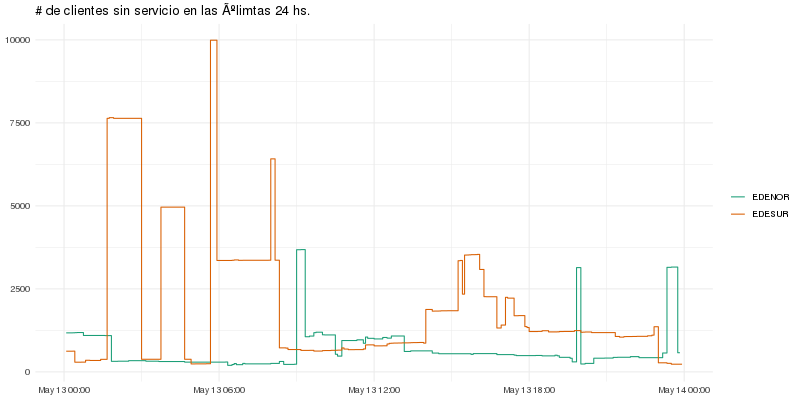 # de clientes sin servicio en las Ãºlimtas 24 hs.
10000
7500
5000
2500
0
May 13 00:00
May 13 06:00
May 13 12:00
May 13 18:00
May 14 00:00
EDENOR
EDESUR